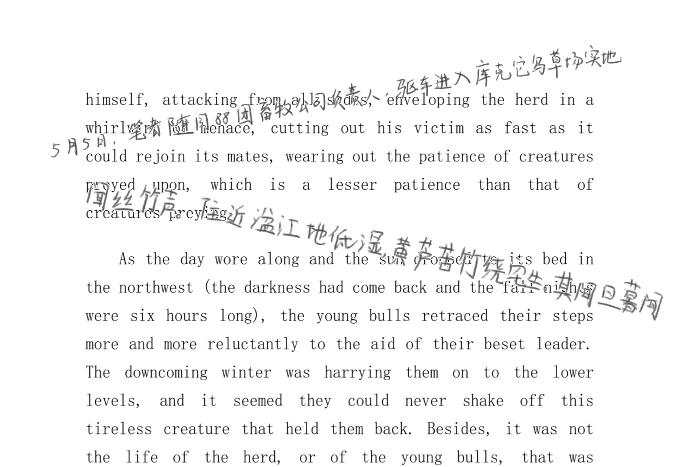 himself, attacking from all sides, enveloping the herd in a
whirlwind of menace, cutting out his victim as fast as it
could rejoin its mates, wearing out the patience of creatures
preyed upon, which is a lesser patience than that of
creatures preying.
As the day wore along and the sun dropped to its bed in
the northwest (the darkness had come back and the fall nights
were six hours long), the young bulls retraced their steps
more and more reluctantly to the aid of their beset leader.
The downcoming winter was harrying them on to the lower
levels, and it seemed they could never shake off this
tireless creature that held them back. Besides, it was not
the life of the herd, or of the young bulls, that was
5月5日，笔者随同88团畜牧公司负责人，驱车进入库克它乌草场实地
闻丝竹声。住近湓江地低湿，黄芦苦竹绕宅生。其间旦暮闻